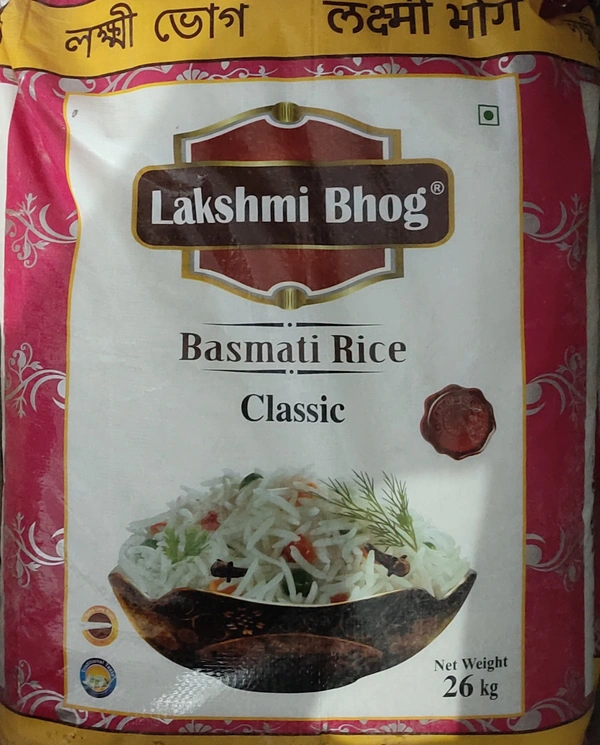 লক্ষ্মী ভোগ लक्ष्मी भोग
Lakshmi Bhog®
Basmati Rice
Classic
Net Weight
26 kg